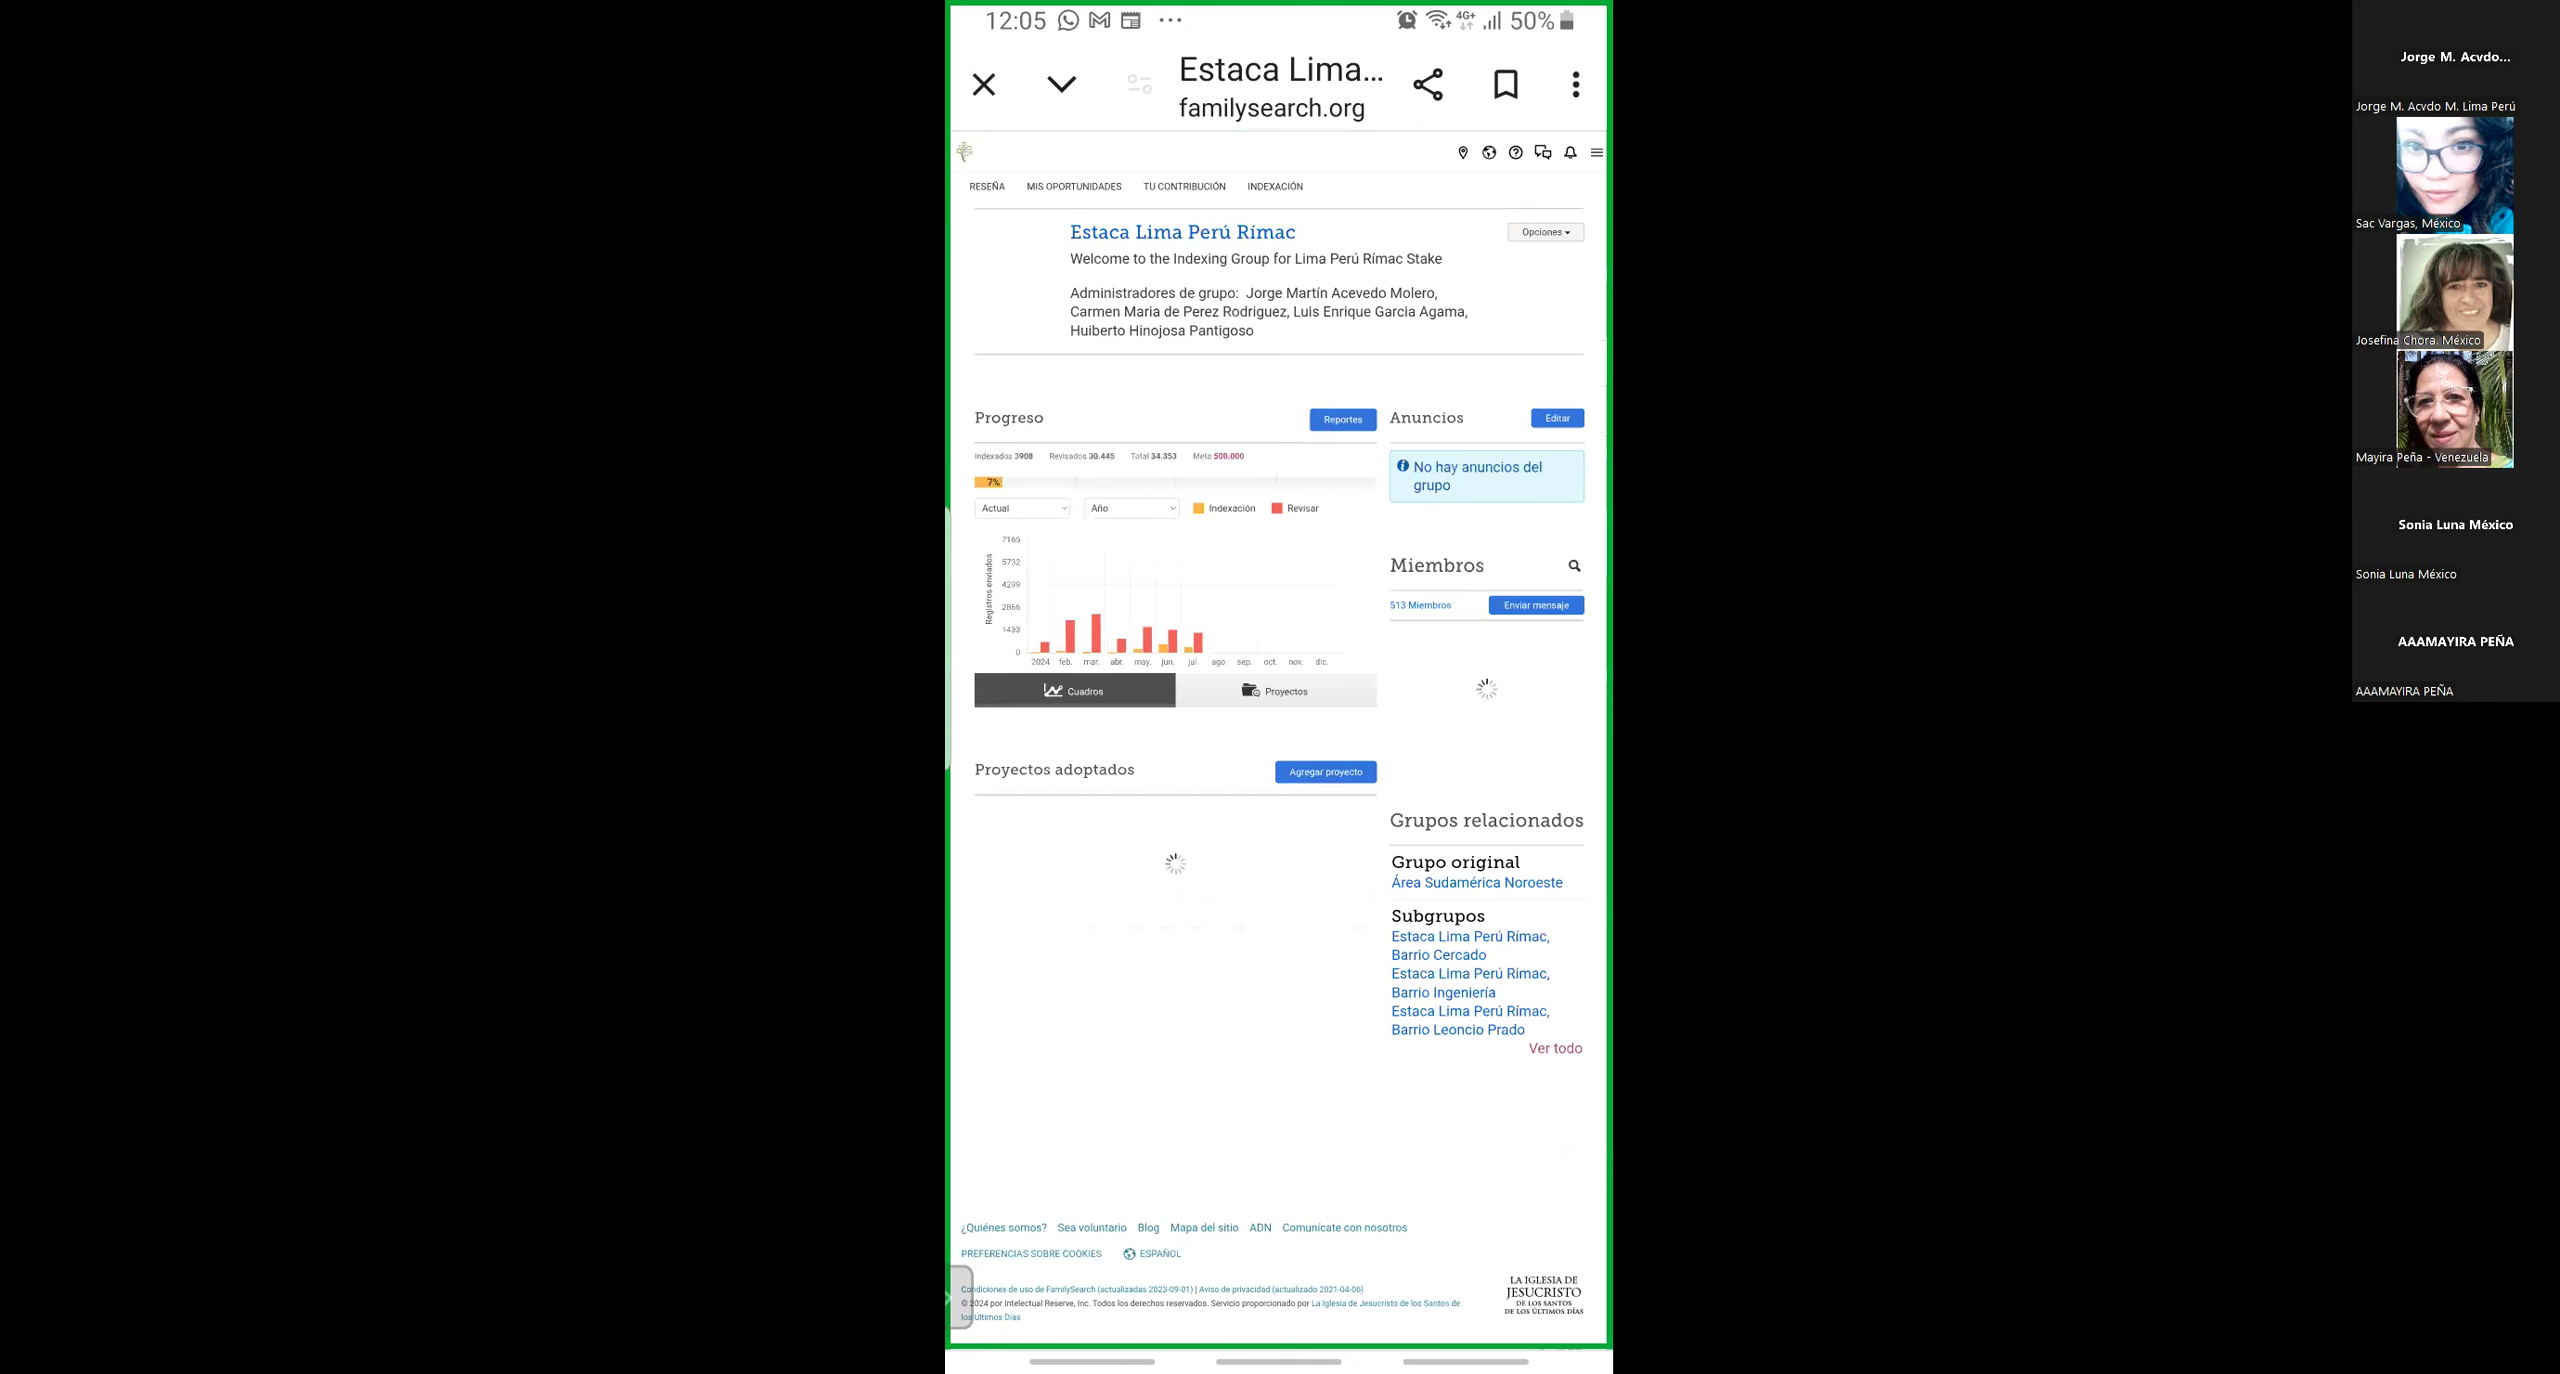 12:05
4G+
50%
Estaca Lima...
familysearch.org
RESEÑA MIS OPORTUNIDADES TU CONTRIBUCIÓN INDEXACIÓN
Estaca Lima Perú Rímac
Opciones
Welcome to the Indexing Group for Lima Perú Rímac Stake
Administradores de grupo: Jorge Martín Acevedo Molero,
Carmen Maria de Perez Rodriguez, Luis Enrique Garcia Agama,
Huiberto Hinojosa Pantigoso
Progreso
Reportes
Indexados 3908 Revisados 30.445 Total 34.353 Meta 500.000
7%
Actual
Año
Indexación
Revisar
Registros enviados
7165
5732
4299
2866
1433
0
2024 feb. mar. abr. may. jun. jul. ago. sep. oct. nov. dic.
Cuadros
Proyectos
Proyectos adoptados
Agregar proyecto
Anuncios
Editar
No hay anuncios del
grupo
Miembros
513 Miembros
Enviar mensaje
Grupos relacionados
Grupo original
Área Sudamérica Noroeste
Subgrupos
Estaca Lima Perú Rímac,
Barrio Cercado
Estaca Lima Perú Rímac,
Barrio Ingeniería
Estaca Lima Perú Rímac,
Barrio Leoncio Prado
Ver todo
¿Quiénes somos? Sea voluntario Blog Mapa del sitio ADN Comunícate con nosotros
PREFERENCIAS SOBRE COOKIES ESPAÑOL
Condiciones de uso de FamilySearch (actualizadas 2023-09-01) | Aviso de privacidad (actualizado 2021-04-06)
© 2024 por Intellectual Reserve, Inc. Todos los derechos reservados. Servicio proporcionado por La Iglesia de Jesucristo de los Santos de
los Últimos Días
LA IGLESIA DE
JESUCRISTO
DE LOS SANTOS
DE LOS ÚLTIMOS DÍAS
Jorge M. Acvdo...
Jorge M. Acvdo M. Lima Perú
Sac Vargas, México
Josefina Chora. México
Mayira Peña - Venezuela
Sonia Luna México
Sonia Luna México
AAAMAYIRA PEÑA
AAAMAYIRA PEÑA